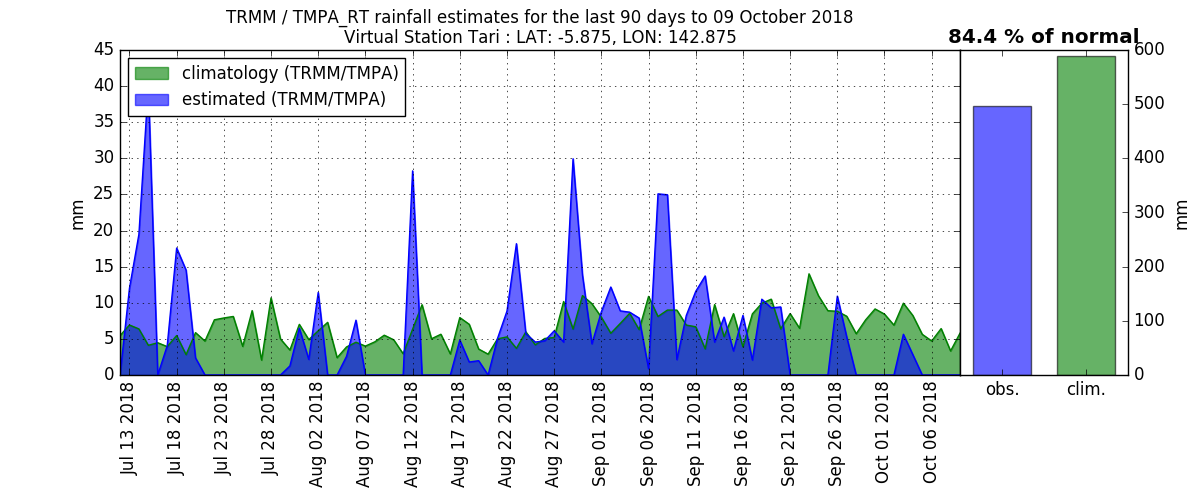 TRMM / TMPA_RT rainfall estimates for the last 90 days to 09 October 2018
Virtual Station Tari : LAT: -5.875, LON: 142.875
84.4 % of normal
climatology (TRMM/TMPA)
estimated (TRMM/TMPA)
45
40
35
30
25
20
15
10
5
0
mm
Jul 13 2018
Jul 18 2018
Jul 23 2018
Jul 28 2018
Aug 02 2018
Aug 07 2018
Aug 12 2018
Aug 17 2018
Aug 22 2018
Aug 27 2018
Sep 01 2018
Sep 06 2018
Sep 11 2018
Sep 16 2018
Sep 21 2018
Sep 26 2018
Oct 01 2018
Oct 06 2018
obs.
clim.
600
500
400
300
200
100
0
mm